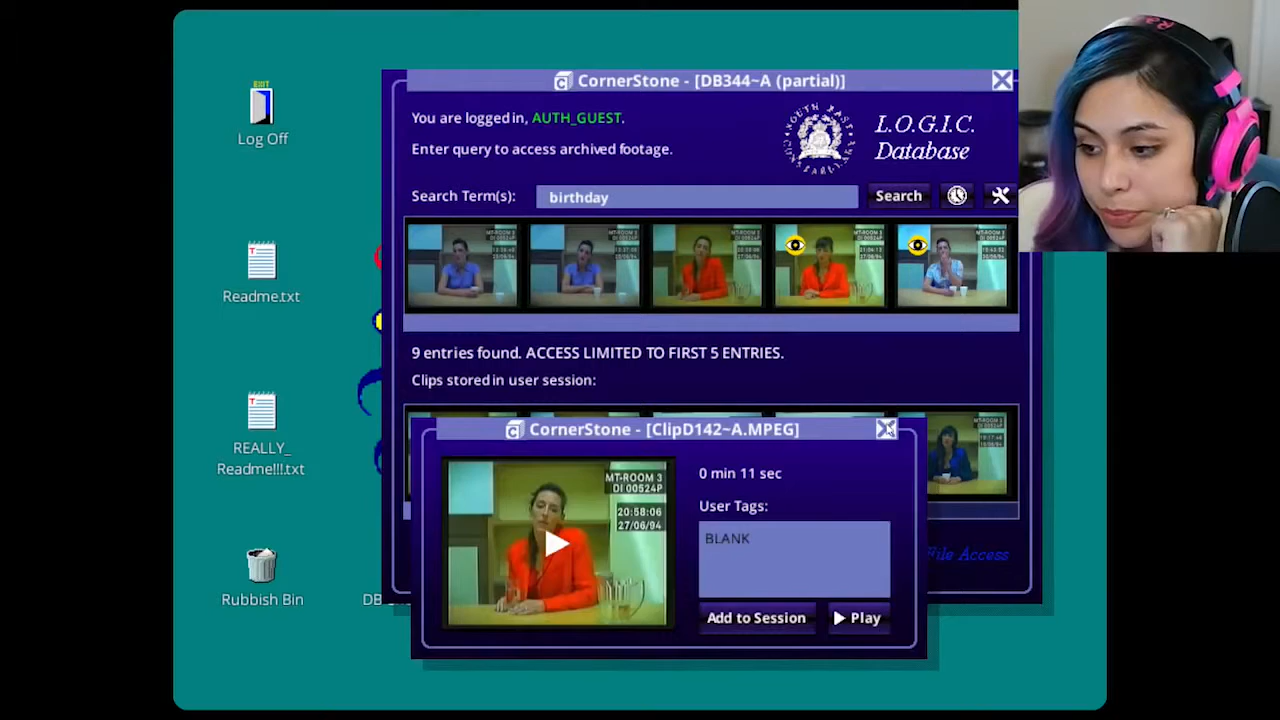 CornerStone - [DB344~A (partial)]
You are logged in, AUTH_GUEST.
Enter query to access archived footage.
L.O.G.I.C.
Database
Search Term(s):
birthday
Search
9 entries found. ACCESS LIMITED TO FIRST 5 ENTRIES.
Clips stored in user session:
CornerStone - [ClipD142~A.MPEG]
MT-ROOM 3
DI 00524P
20:58:06
27/06/94
0 min 11 sec
User Tags:
BLANK
Add to Session
Play
File Access
EXIT
Log Off
Readme.txt
REALLY_
Readme!!!.txt
Rubbish Bin
DB